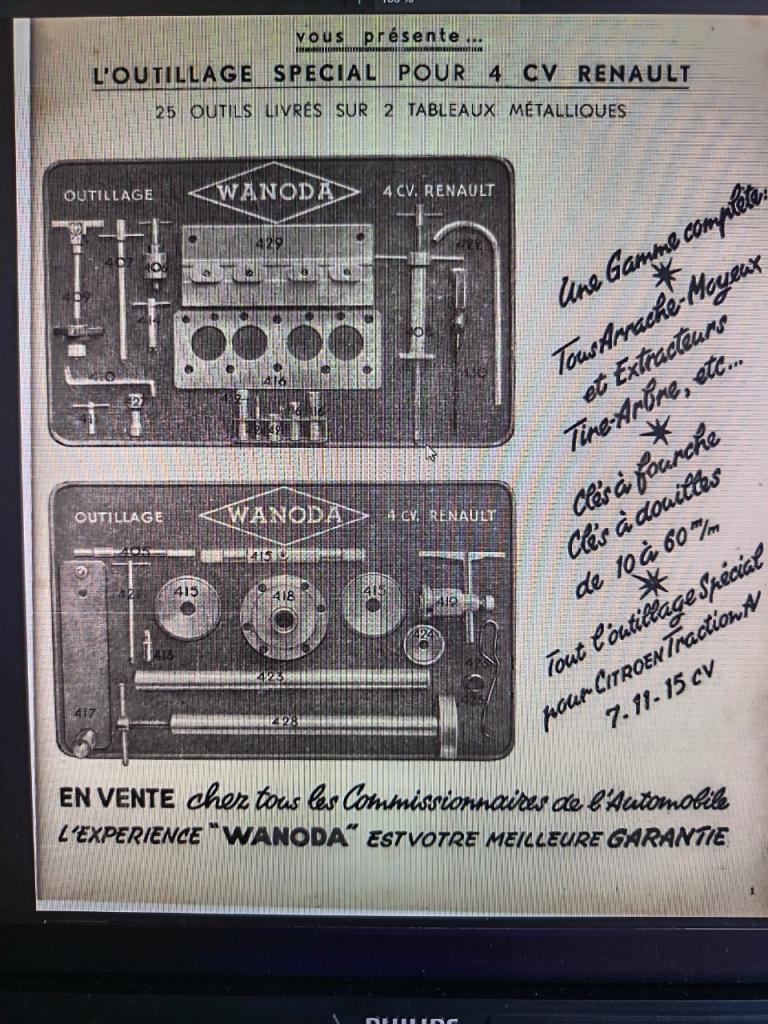 vous présente...
L'OUTILLAGE SPECIAL POUR 4 CV RENAULT
25 OUTILS LIVRÉS SUR 2 TABLEAUX MÉTALLIQUES
OUTILLAGE WANODA 4 CV. RENAULT
429
407
406
409
416
410
OUTILLAGE WANODA 4 CV. RENAULT
405
415
415
418
415
419
424
423
417
428
Une Gamme complète:
Tous Arrache-Moyeux
et Extracteurs
Tire-Arbre, etc...
Clés à fourche
Clés à douilles
de 10 à 60 m/m
Tout l'outillage Spécial
pour CITROEN Traction AV
7-11-15 CV
EN VENTE chez tous les Commissionnaires de l'Automobile
L'EXPERIENCE "WANODA" EST VOTRE MEILLEURE GARANTIE
1